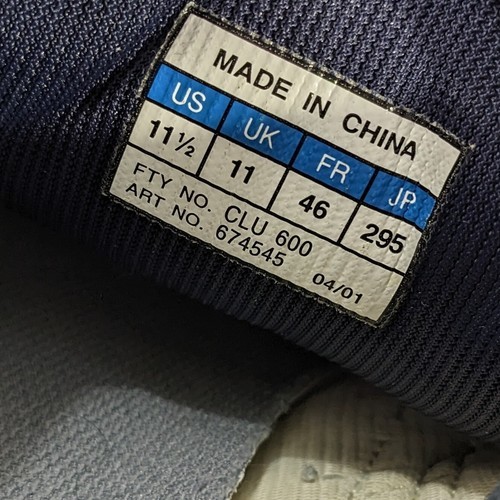 MADE IN CHINA
US UK FR JP
11½ 11 46 295
FTY NO. CLU 600
ART NO. 674545 04/01